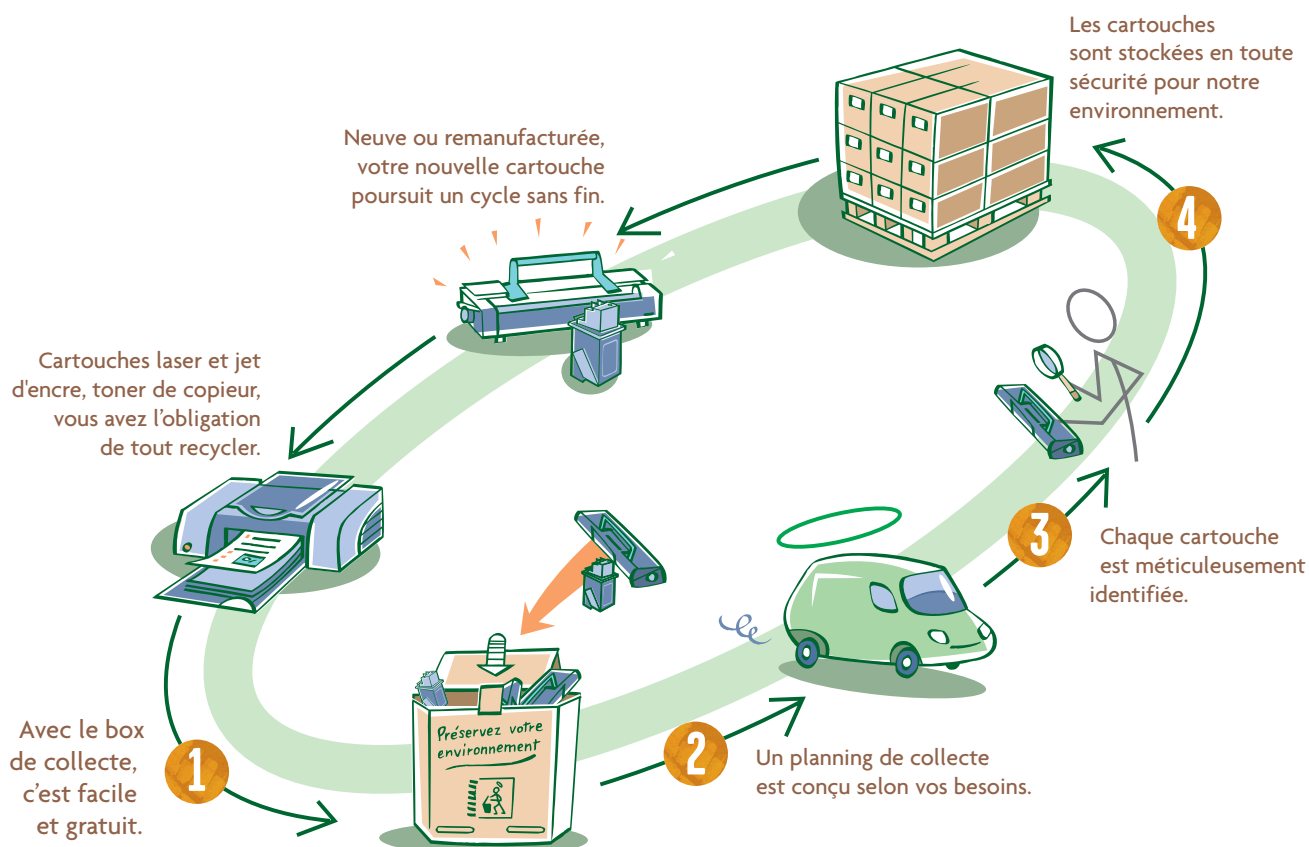 Les cartouches
sont stockées en toute
sécurité pour notre
environnement.
Neuve ou remanufacturée,
votre nouvelle cartouche
poursuit un cycle sans fin.
4
Cartouches laser et jet
d'encre, toner de copieur,
vous avez l’obligation
de tout recycler.
3
Chaque cartouche
est méticuleusement
identifiée.
Avec le box
de collecte,
c’est facile
et gratuit.
1
Préservez votre
environnement
2
Un planning de collecte
est conçu selon vos besoins.